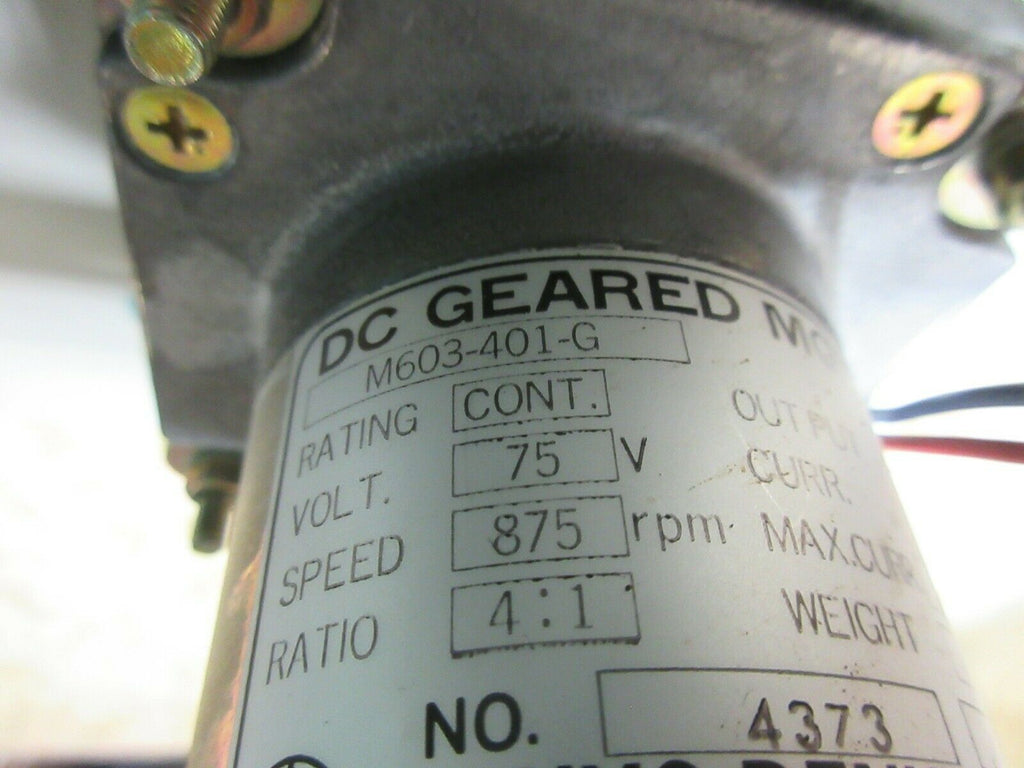 DC GEARED
M603-401-G
RATING CONT. OUTPUT
VOLT. 75 V CURR.
SPEED 875 rpm MAX.CURR
RATIO 4:1 WEIGHT
NO. 4373